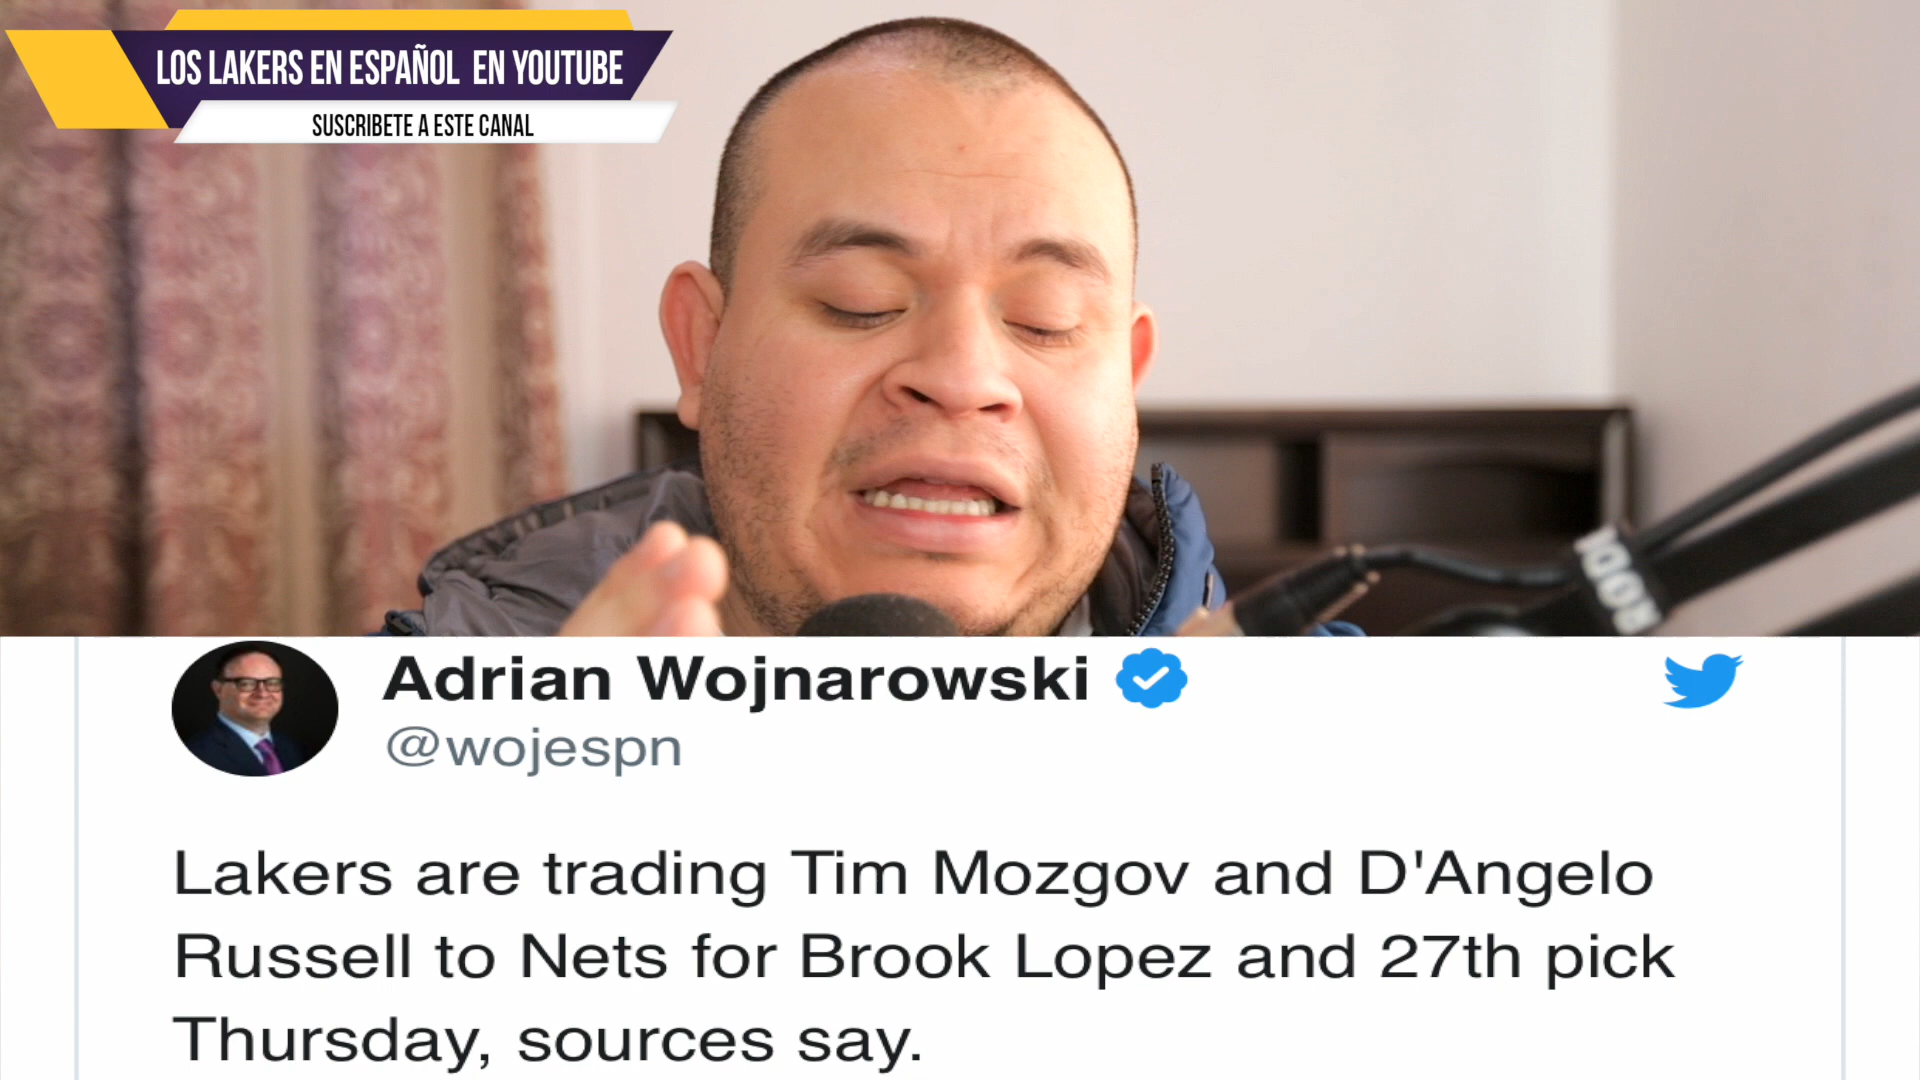 LOS LAKERS EN ESPAÑOL EN YOUTUBE
SUSCRIBETE A ESTE CANAL
RODE
Adrian Wojnarowski
@wojespn
Lakers are trading Tim Mozgov and D'Angelo
Russell to Nets for Brook Lopez and 27th pick
Thursday, sources say.